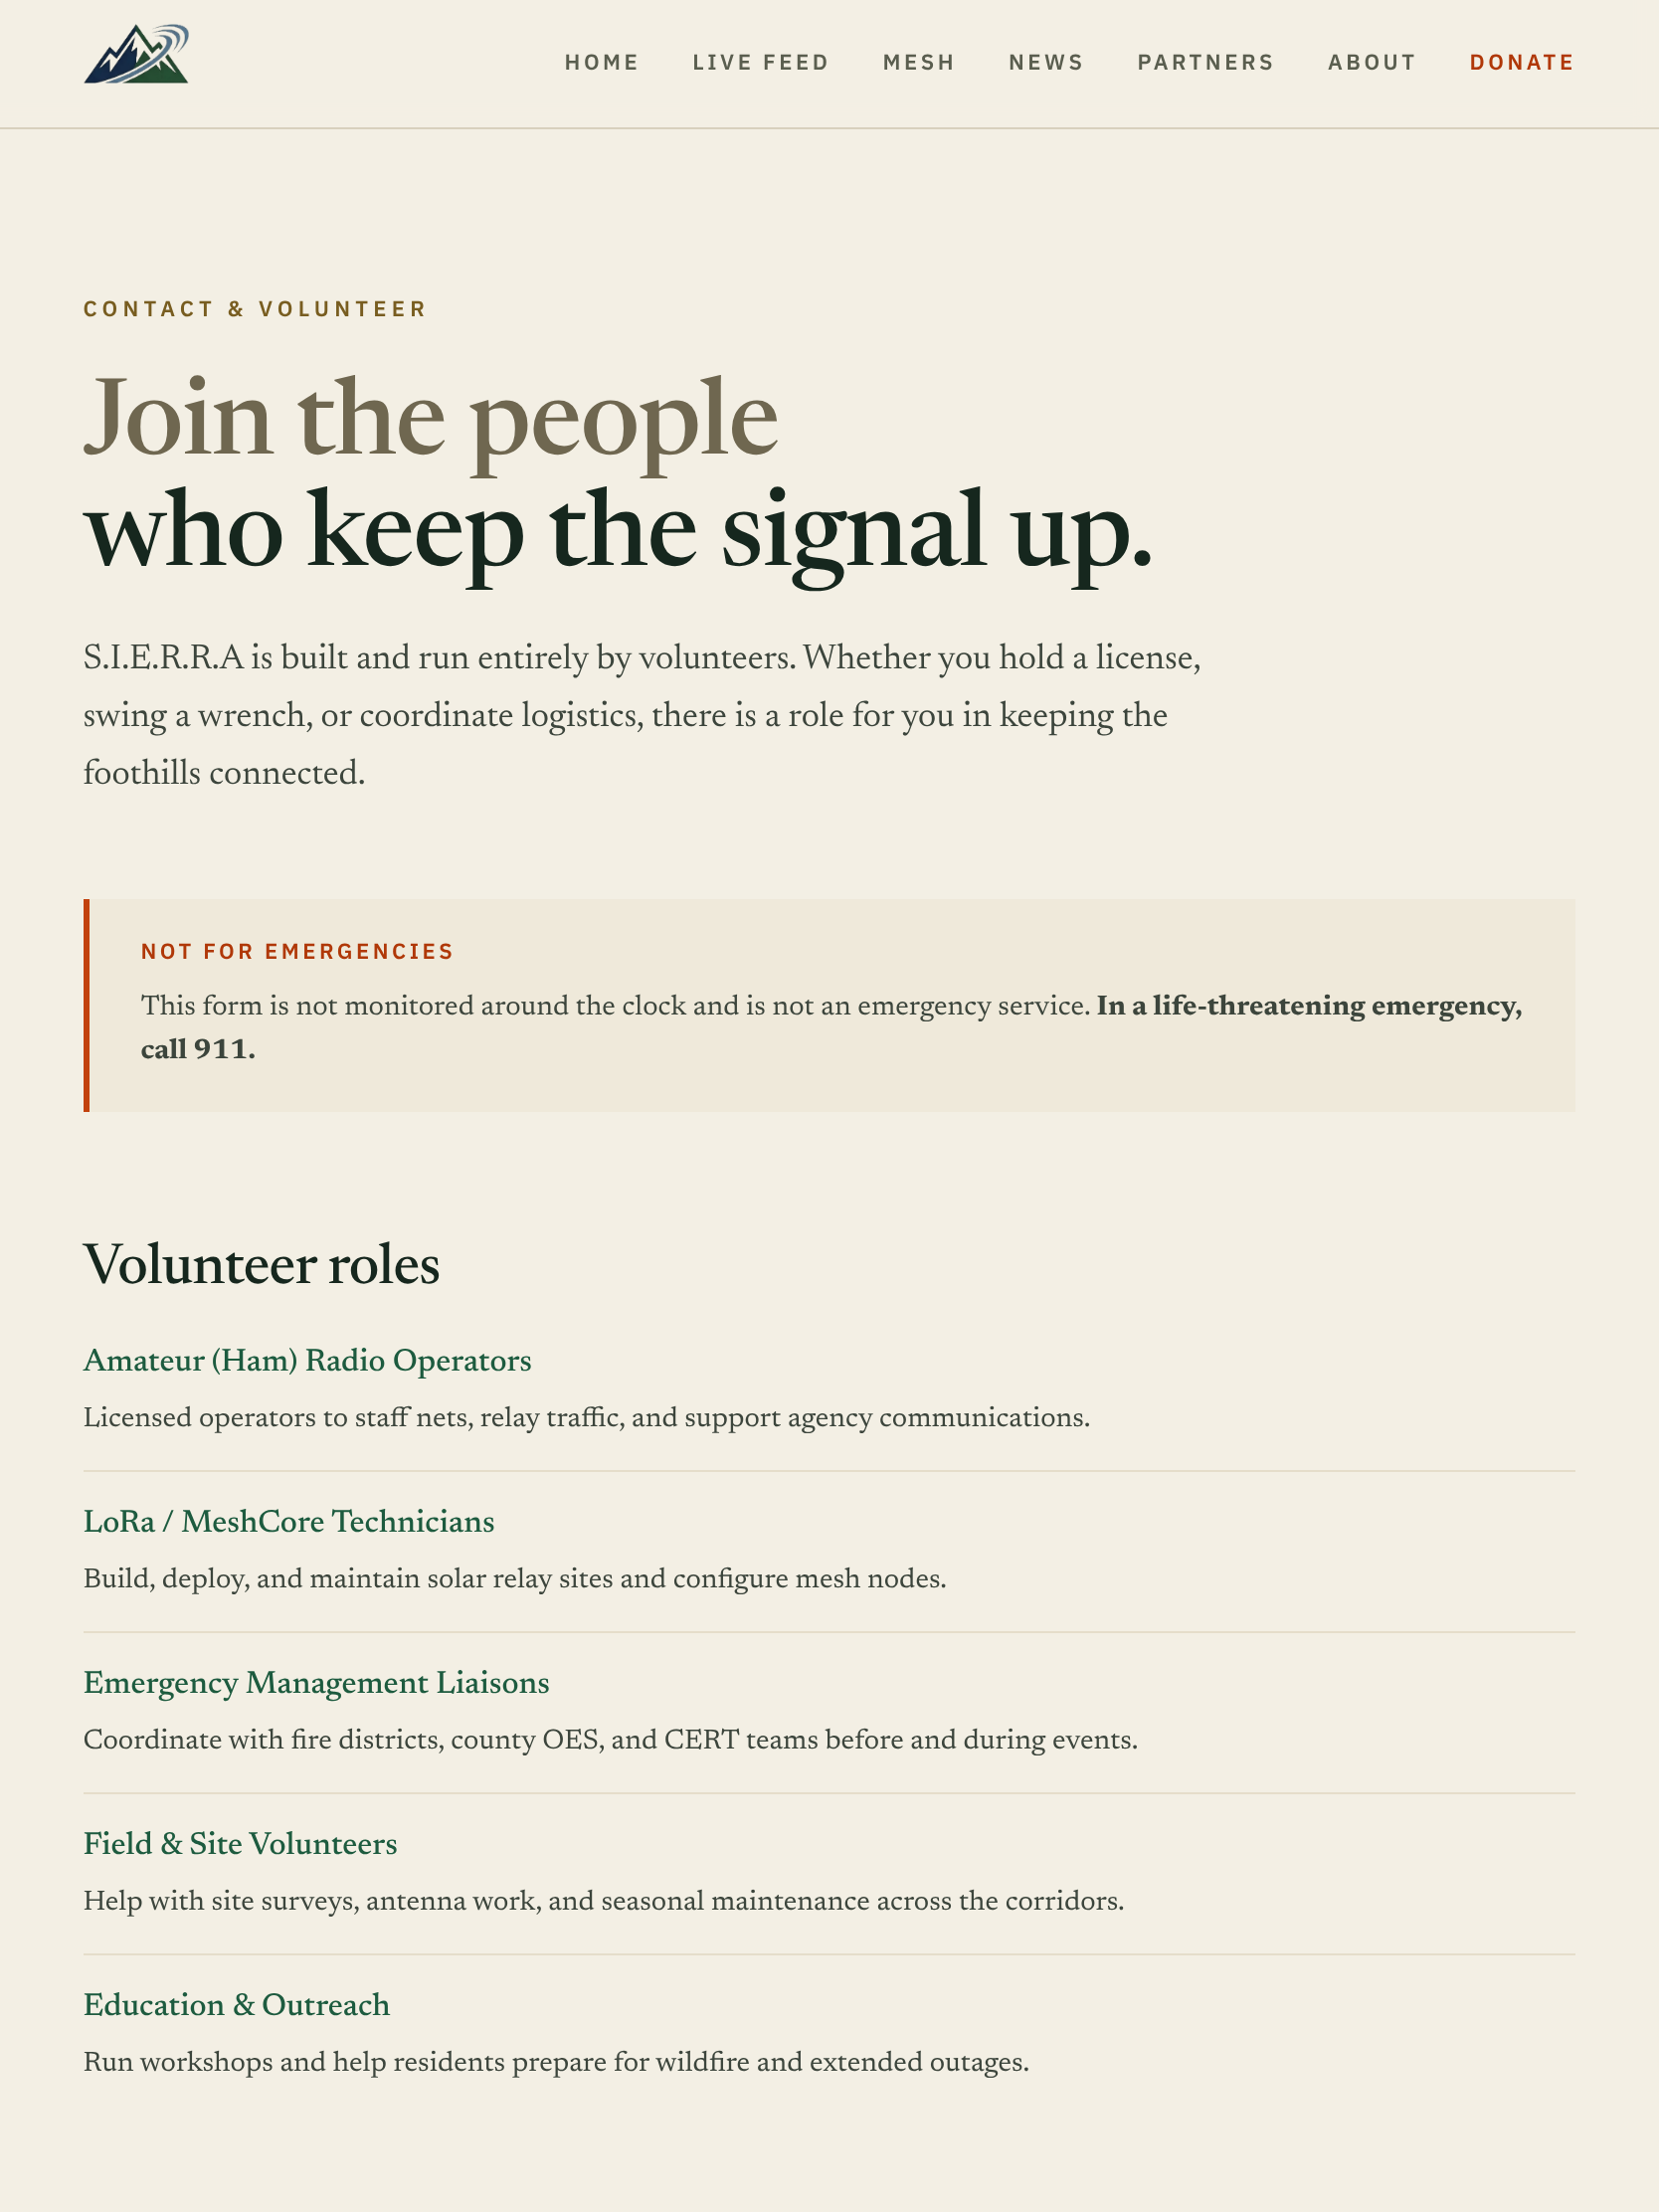 HOME LIVE FEED MESH NEWS PARTNERS ABOUT DONATE
CONTACT & VOLUNTEER
Join the people
who keep the signal up.
S.I.E.R.R.A is built and run entirely by volunteers. Whether you hold a license,
swing a wrench, or coordinate logistics, there is a role for you in keeping the
foothills connected.
NOT FOR EMERGENCIES
This form is not monitored around the clock and is not an emergency service. In a life-threatening emergency,
call 911.
Volunteer roles
Amateur (Ham) Radio Operators
Licensed operators to staff nets, relay traffic, and support agency communications.
LoRa / MeshCore Technicians
Build, deploy, and maintain solar relay sites and configure mesh nodes.
Emergency Management Liaisons
Coordinate with fire districts, county OES, and CERT teams before and during events.
Field & Site Volunteers
Help with site surveys, antenna work, and seasonal maintenance across the corridors.
Education & Outreach
Run workshops and help residents prepare for wildfire and extended outages.